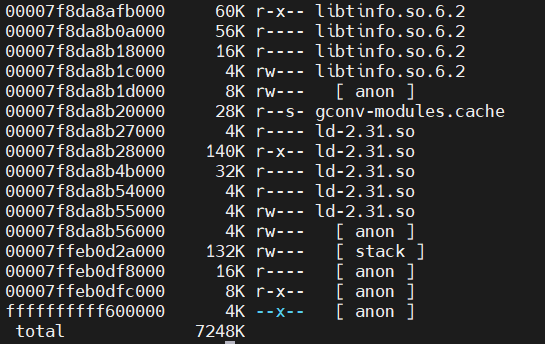 00007f8da8afb000     60K r-x-- libtinfo.so.6.2
00007f8da8b0a000     56K r---- libtinfo.so.6.2
00007f8da8b18000     16K r---- libtinfo.so.6.2
00007f8da8b1c000      4K rw--- libtinfo.so.6.2
00007f8da8b1d000      8K rw---   [ anon ]
00007f8da8b20000     28K r--s- gconv-modules.cache
00007f8da8b27000      4K r---- ld-2.31.so
00007f8da8b28000    140K r-x-- ld-2.31.so
00007f8da8b4b000     32K r---- ld-2.31.so
00007f8da8b54000      4K r---- ld-2.31.so
00007f8da8b55000      4K rw--- ld-2.31.so
00007f8da8b56000      4K rw---   [ anon ]
00007ffeb0d2a000    132K rw---   [ stack ]
00007ffeb0df8000     16K r----   [ anon ]
00007ffeb0dfc000      8K r-x--   [ anon ]
ffffffffff600000      4K --x--   [ anon ]
 total             7248K